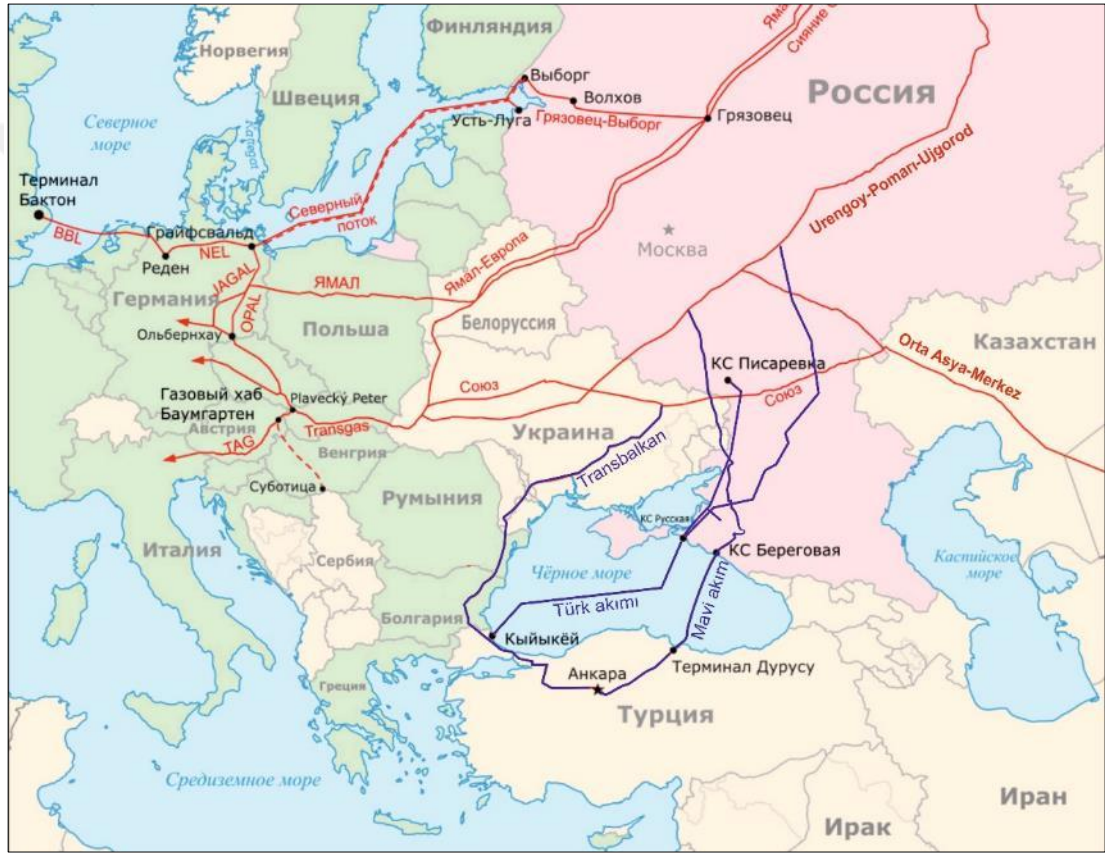 Норвегия
Финляндия
Яма
Сияние С
Швеция
Выборг
Волхов
Россия
Северное
море
Kattegat
Усть-Луга
Грязовец-Выборг
Грязовец
Urengoy-Pomarı-Ujgorod
Терминал
Бактон
BBL
Северный
поток
Грайфсвальд
NEL
Реден
Москва
JAGAL
Германия
OPAL
ЯМАЛ
Ямал-Европа
Польша
Белоруссия
Ольбернхау
Казахстан
Orta Asya-Merkez
КС Писаревка
Газовый хаб
Баумгартен
Plavecký Peter
Союз
Союз
Австрия
Transgas
Украина
TAG
Венгрия
Transbalkan
Суботица
Румыния
КС Русская
Италия
Сербия
КС Береговая
Чёрное море
Каспийское
море
Türk akımı
Mavi akım
Болгария
Кыйыкёй
Терминал Дурусу
Анкара
Греция
Турция
Средиземное море
Иран
Ирак